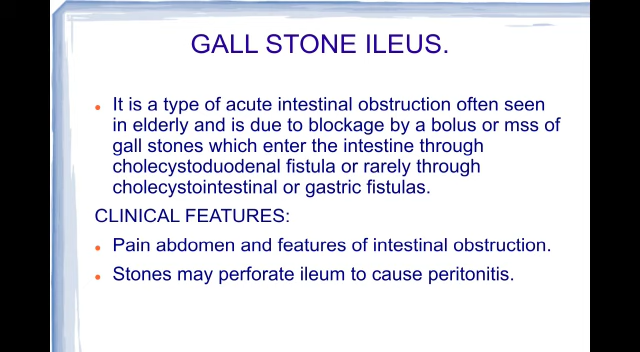 GALL STONE ILEUS.
• It is a type of acute intestinal obstruction often seen
in elderly and is due to blockage by a bolus or mss of
gall stones which enter the intestine through
cholecystoduodenal fistula or rarely through
cholecystointestinal or gastric fistulas.
CLINICAL FEATURES:
• Pain abdomen and features of intestinal obstruction.
• Stones may perforate ileum to cause peritonitis.